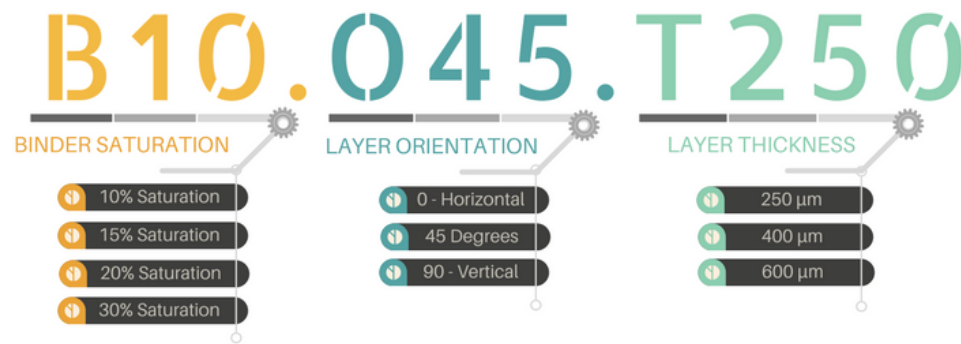 B10.O45.T250
BINDER SATURATION
10% Saturation
15% Saturation
20% Saturation
30% Saturation
LAYER ORIENTATION
0 - Horizontal
45 Degrees
90 - Vertical
LAYER THICKNESS
250 µm
400 µm
600 µm